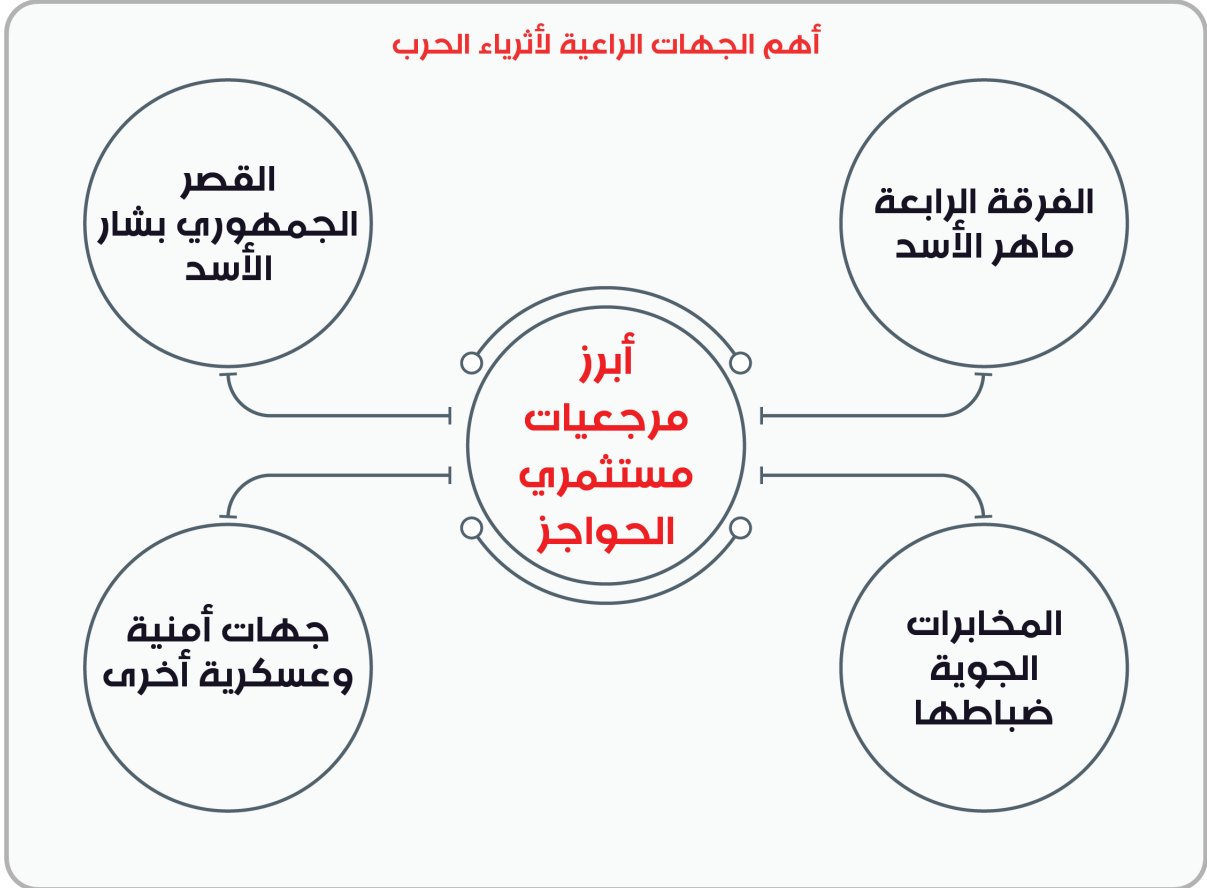 أهم الجهات الراعية لأثرياء الحرب
الفرقة الرابعة
ماهر الأسد
القصر
الجمهوري بشار
الأسد
أبرز
مرجعيات
مستثمري
الحواجز
المخابرات
الجوية
ضباطها
جهات أمنية
وعسكرية أخرى